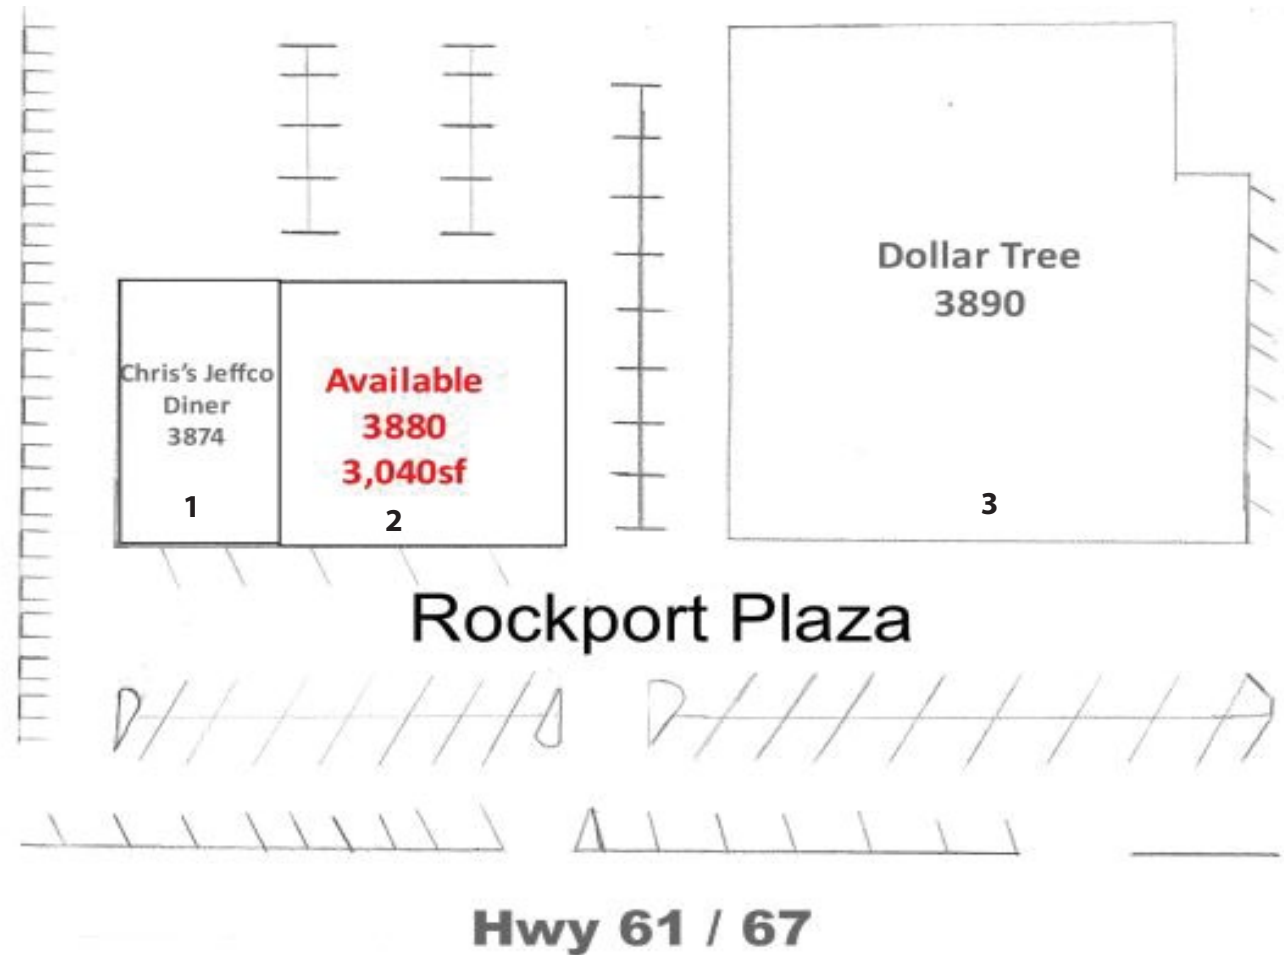 Dollar Tree
3890
Chris's Jeffco
Diner
3874
1
Available
3880
3,040sf
2
3
Rockport Plaza
Hwy 61 / 67